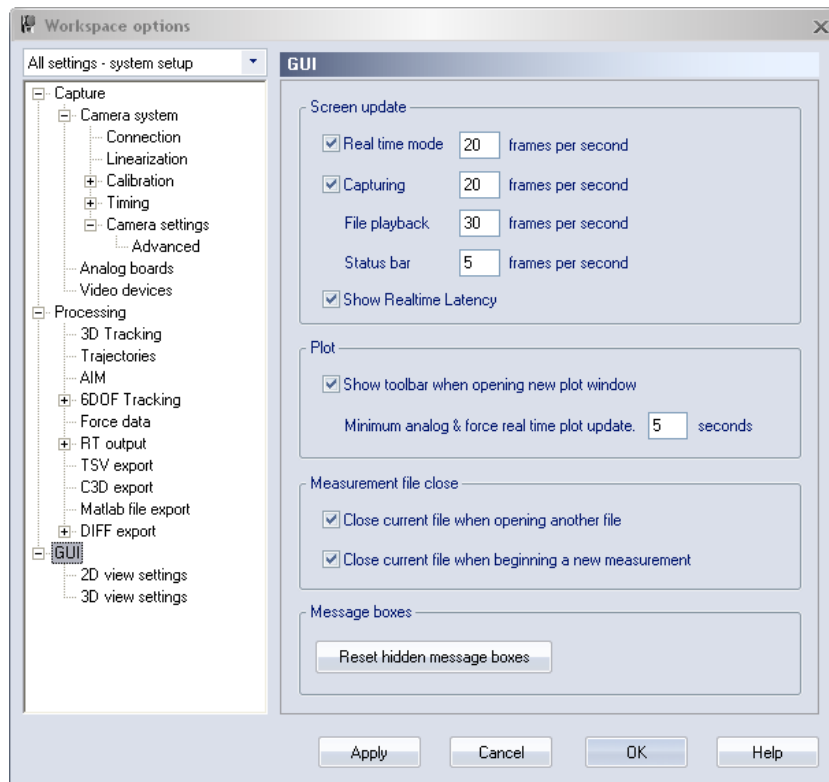 Workspace options
All settings - system setup
Capture
Camera system
Connection
Linearization
Calibration
Timing
Camera settings
Advanced
Analog boards
Video devices
Processing
3D Tracking
Trajectories
AIM
6DOF Tracking
Force data
RT output
TSV export
C3D export
Matlab file export
DIFF export
GUI
2D view settings
3D view settings
GUI
Screen update
Real time mode 20 frames per second
Capturing 20 frames per second
File playback 30 frames per second
Status bar 5 frames per second
Show Realtime Latency
Plot
Show toolbar when opening new plot window
Minimum analog & force real time plot update. 5 seconds
Measurement file close
Close current file when opening another file
Close current file when beginning a new measurement
Message boxes
Reset hidden message boxes
Apply Cancel OK Help